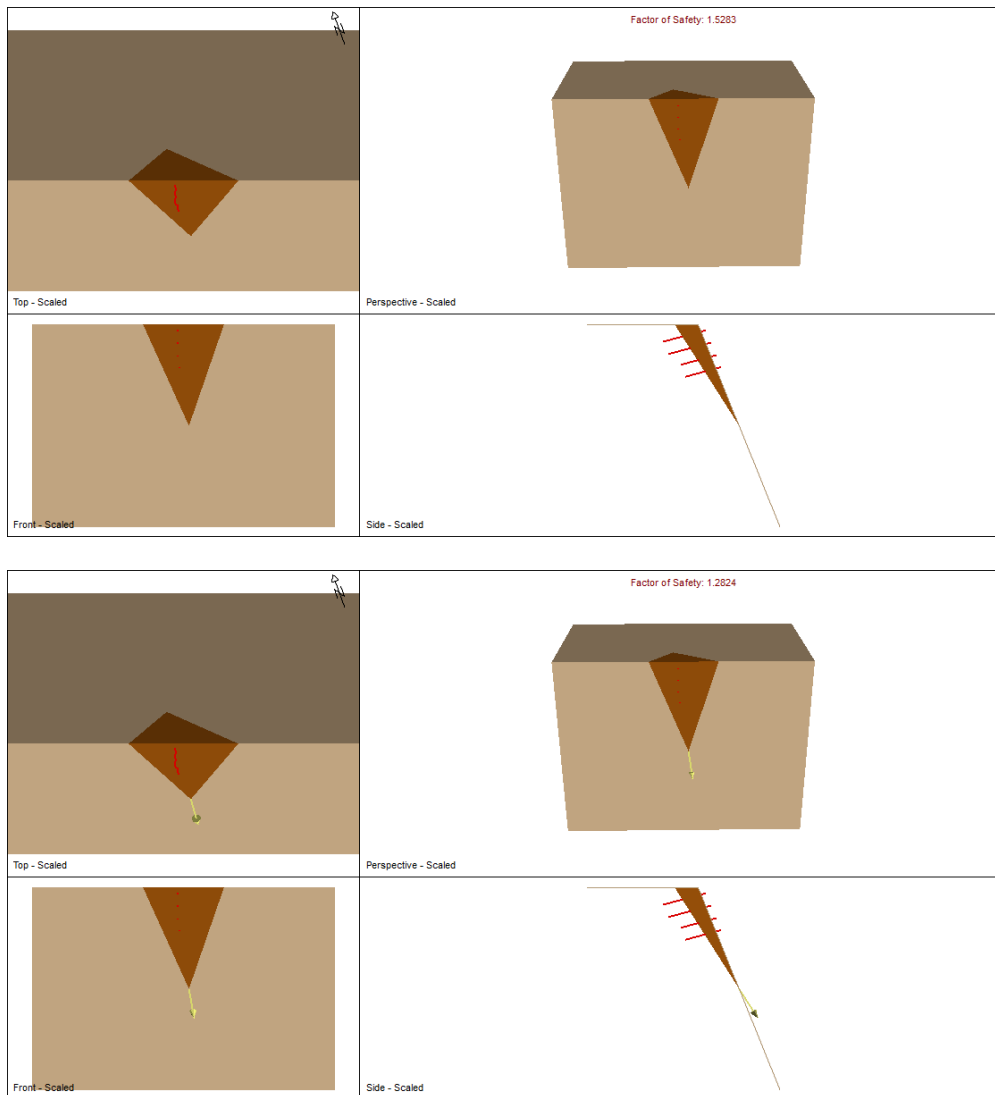 Factor of Safety: 1.5283
Top - Scaled
Perspective - Scaled
Front - Scaled
Side - Scaled
Factor of Safety: 1.2824
Top - Scaled
Perspective - Scaled
Front - Scaled
Side - Scaled